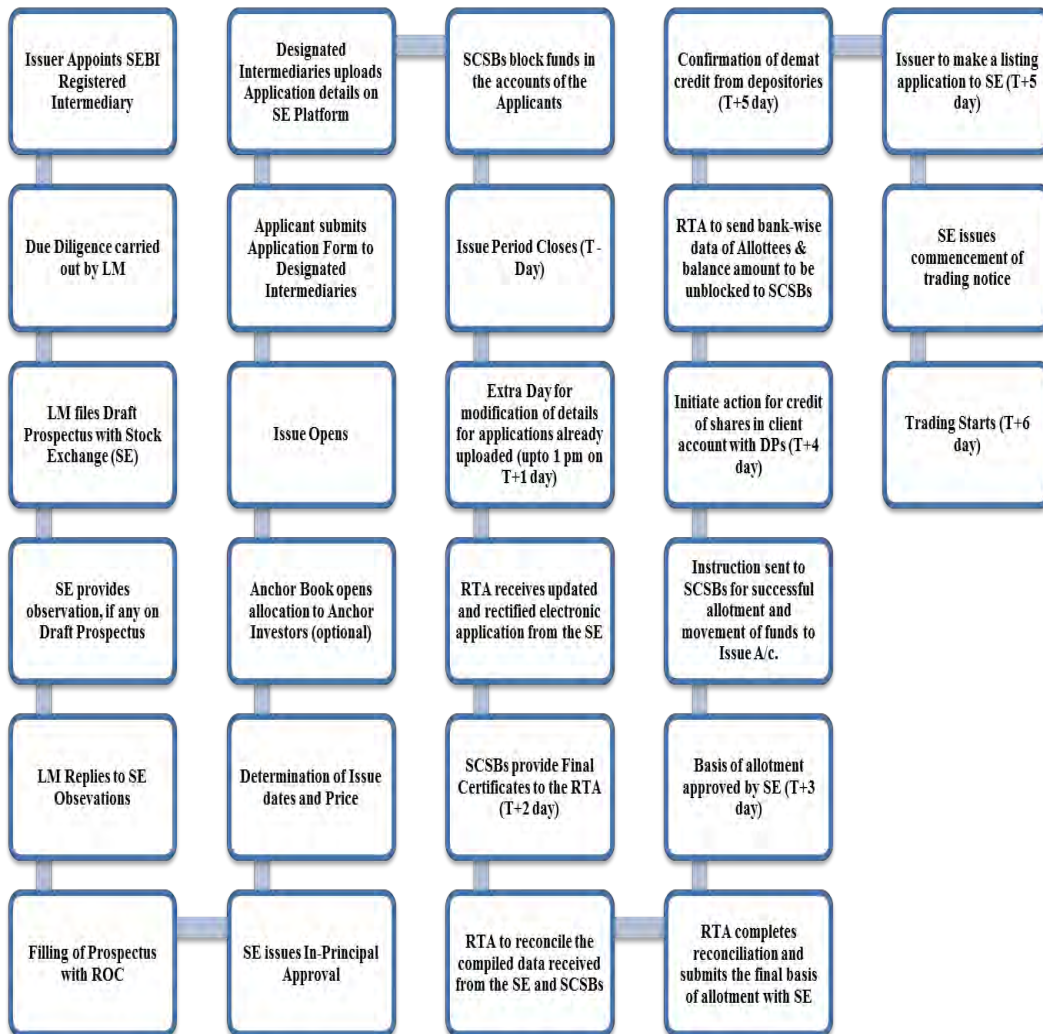 Issuer Appoints SEBI
Registered
Intermediary
Due Diligence carried
out by LM
LM files Draft
Prospectus with Stock
Exchange (SE)
SE provides
observation, if any on
Draft Prospectus
LM Replies to SE
Obsevations
Filling of Prospectus
with ROC
SE issues In-Principal
Approval
Determination of Issue
dates and Price
Anchor Book opens
allocation to Anchor
Investors (optional)
Issue Opens
Applicant submits
Application Form to
Designated
Intermediaries
Designated
Intermediaries uploads
Application details on
SE Platform
SCSBs block funds in
the accounts of the
Applicants
Issue Period Closes (T -
Day)
Extra Day for
modification of details
for applications already
uploaded (upto 1 pm on
T+1 day)
RTA receives updated
and rectified electronic
application from the SE
SCSBs provide Final
Certificates to the RTA
(T+2 day)
RTA to reconcile the
compiled data received
from the SE and SCSBs
RTA completes
reconciliation and
submits the final basis
of allotment with SE
Basis of allotment
approved by SE (T+3
day)
Instruction sent to
SCSBs for successful
allotment and
movement of funds to
Issue A/c.
Initiate action for credit
of shares in client
account with DPs (T+4
day)
RTA to send bank-wise
data of Allottees &
balance amount to be
unblocked to SCSBs
Confirmation of demat
credit from depositories
(T+5 day)
Issuer to make a listing
application to SE (T+5
day)
SE issues
commencement of
trading notice
Trading Starts (T+6
day)